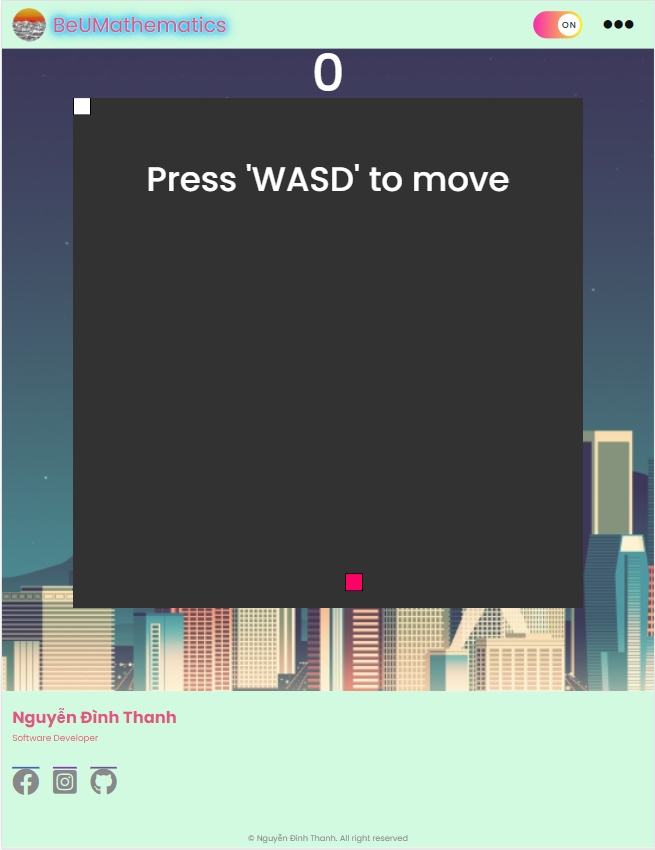 BeUMathematics
ON
0
Press 'WASD' to move
Nguyễn Đình Thanh
Software Developer
© Nguyễn Đình Thanh. All right reserved